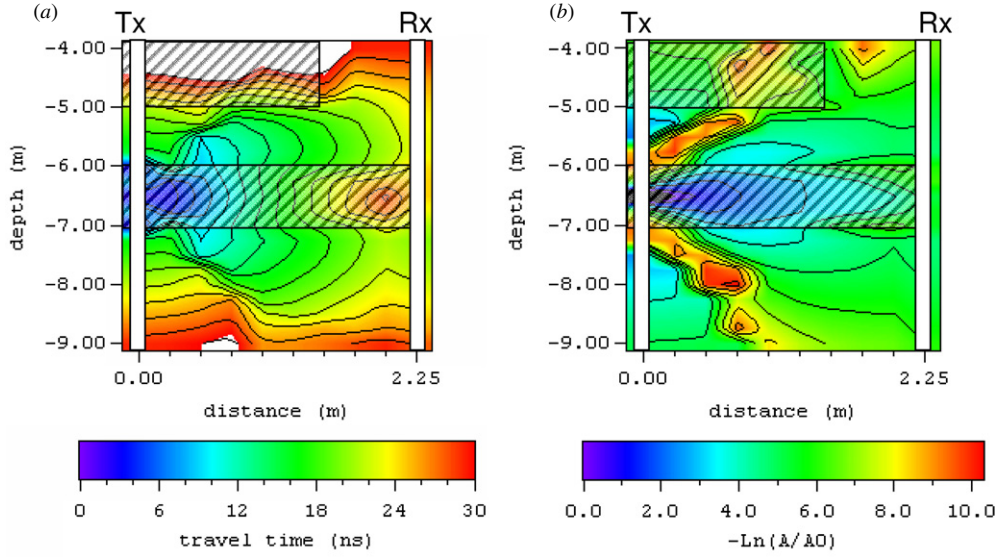 (a)
Tx
Rx
-4.00
-5.00
-6.00
-7.00
-8.00
-9.00
depth (m)
0.00
2.25
distance (m)
0
6
12
18
24
30
travel time (ns)
(b)
Tx
Rx
-4.00
-5.00
-6.00
-7.00
-8.00
-9.00
depth (m)
0.00
2.25
distance (m)
0.0
2.0
4.0
6.0
8.0
10.0
-Ln(A/A0)